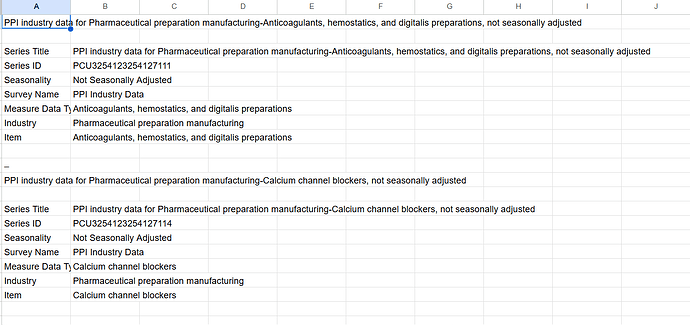 A B C D E F G H I J
PPI industry data for Pharmaceutical preparation manufacturing-Anticoagulants, hemostatics, and digitalis preparations, not seasonally adjusted
Series Title PPI industry data for Pharmaceutical preparation manufacturing-Anticoagulants, hemostatics, and digitalis preparations, not seasonally adjusted
Series ID PCU3254123254127111
Seasonality Not Seasonally Adjusted
Survey Name PPI Industry Data
Measure Data Ty Anticoagulants, hemostatics, and digitalis preparations
Industry Pharmaceutical preparation manufacturing
Item Anticoagulants, hemostatics, and digitalis preparations
–
PPI industry data for Pharmaceutical preparation manufacturing-Calcium channel blockers, not seasonally adjusted
Series Title PPI industry data for Pharmaceutical preparation manufacturing-Calcium channel blockers, not seasonally adjusted
Series ID PCU3254123254127114
Seasonality Not Seasonally Adjusted
Survey Name PPI Industry Data
Measure Data Ty Calcium channel blockers
Industry Pharmaceutical preparation manufacturing
Item Calcium channel blockers